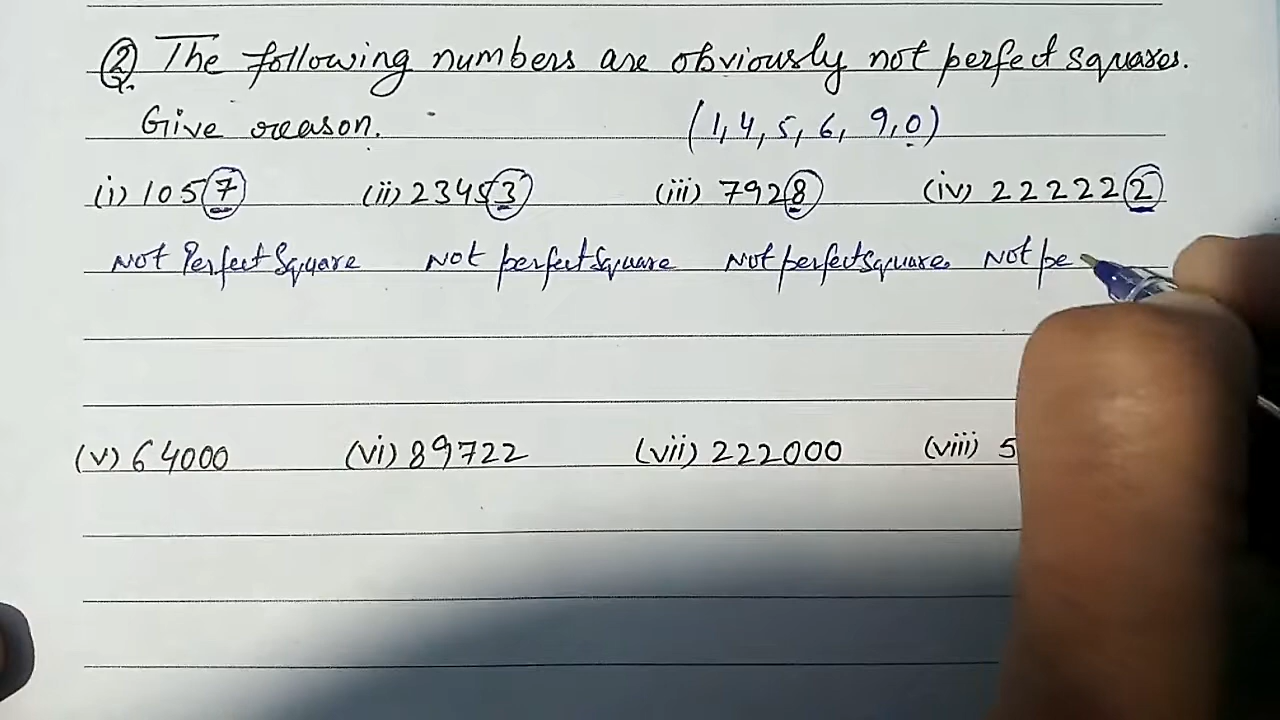 Q2. The following numbers are obviously not perfect squares.
Give reason. (1, 4, 5, 6, 9, 0)
(i) 1057 (ii) 23453 (iii) 7928 (iv) 222222
Not Perfect Square Not perfect Square Not perfect Square Not pe
(v) 64000 (vi) 89722 (vii) 222000 (viii) 5